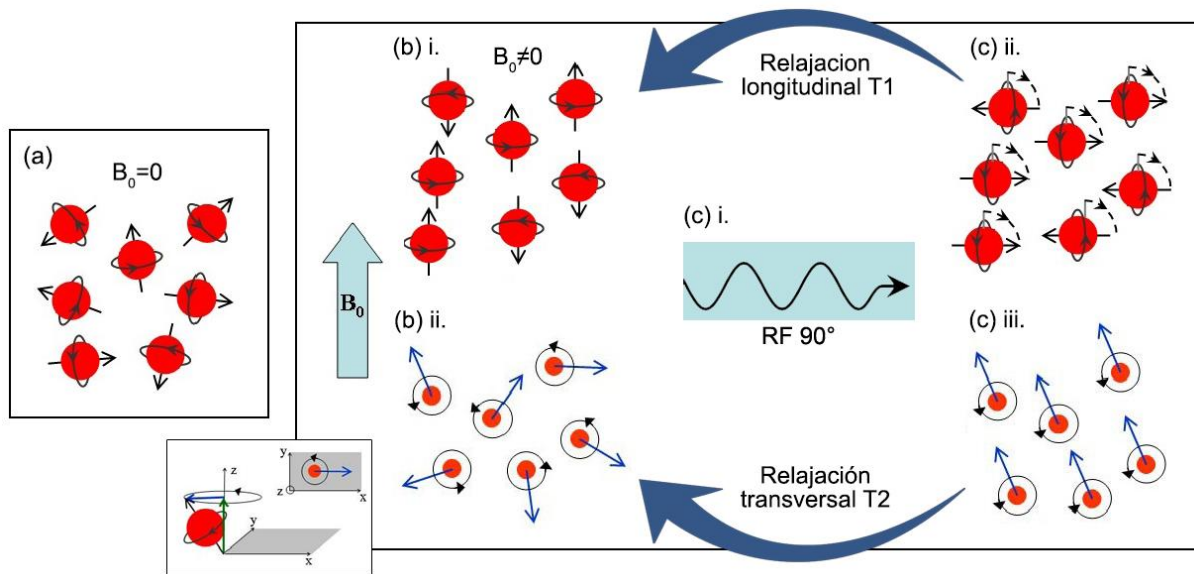 (a)
B₀=0
(b) i.
B₀≠0
Relajacion
longitudinal T1
(c) ii.
B₀
(c) i.
RF 90°
(b) ii.
Relajación
transversal T2
(c) iii.
z
y
x
y
z
x